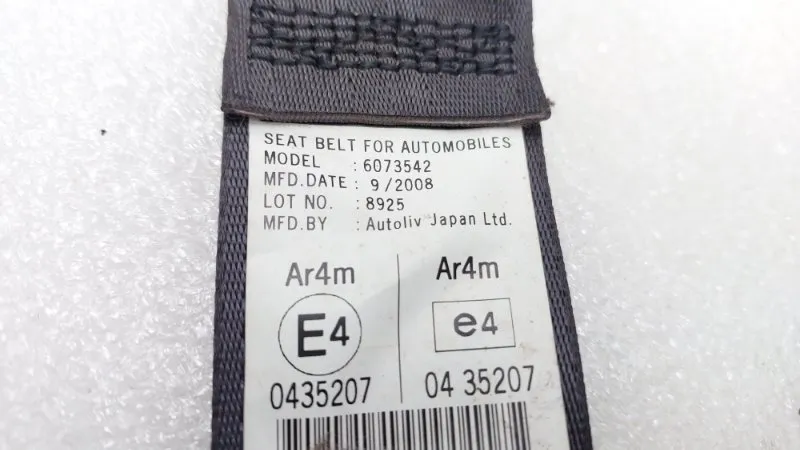 SEAT BELT FOR AUTOMOBILES
MODEL : 6073542
MFD.DATE : 9/2008
LOT NO. : 8925
MFD.BY : Autoliv Japan Ltd.
Ar4m Ar4m
E4 e4
0435207 04 35207